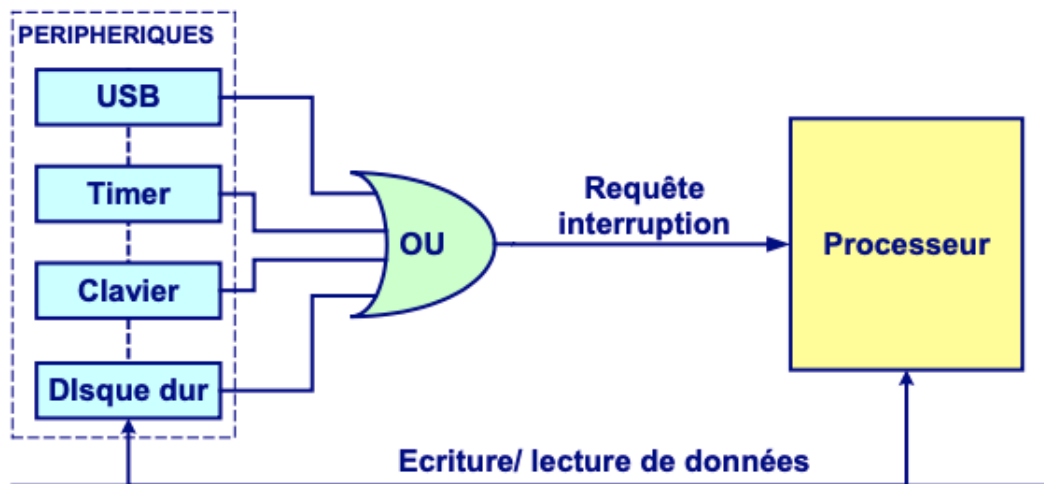 PERIPHERIQUES
USB
Timer
Clavier
DIsque dur
OU
Requête
interruption
Processeur
Ecriture/ lecture de données